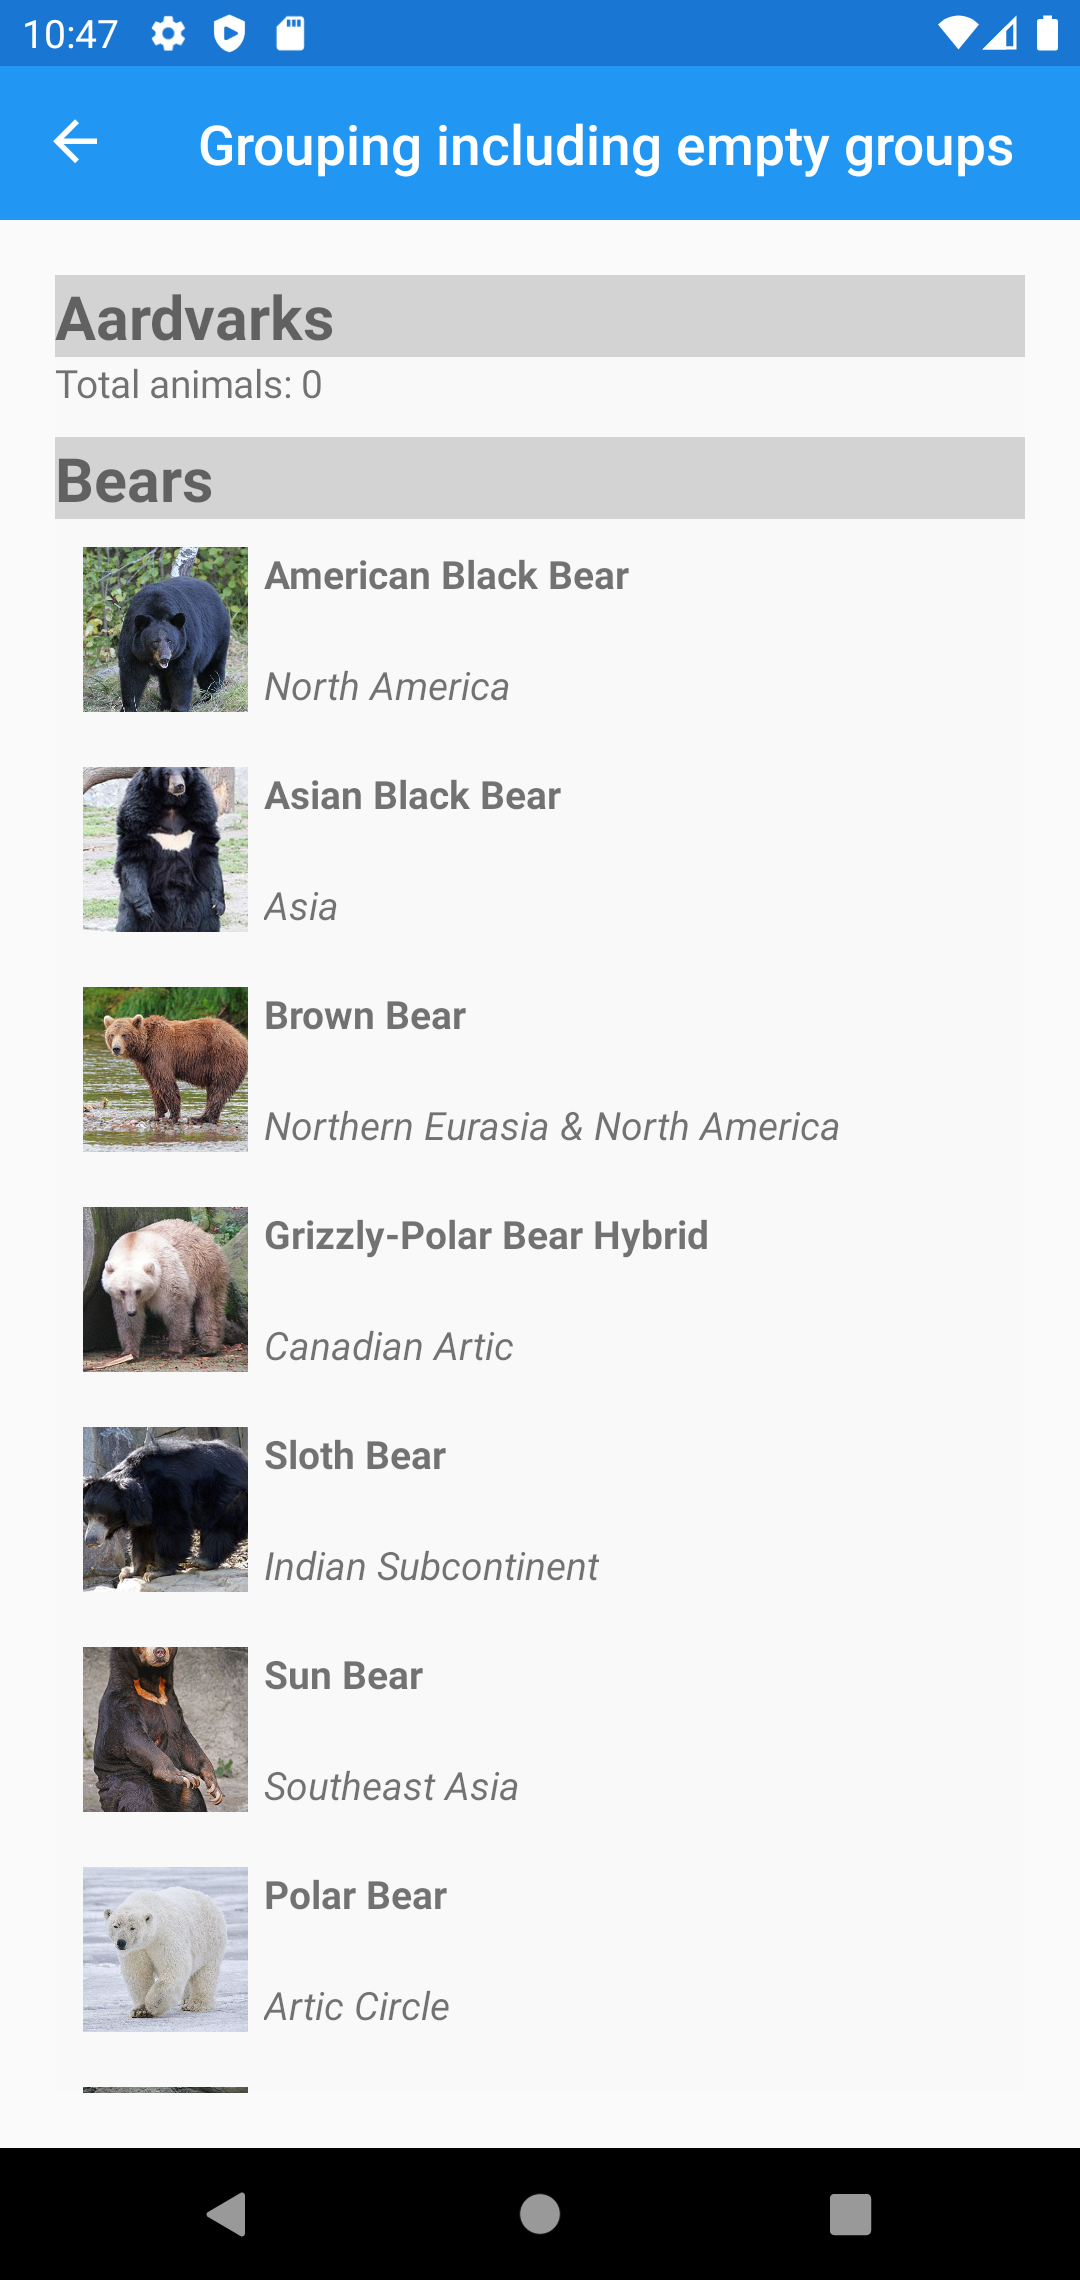 10:47
Grouping including empty groups
Aardvarks
Total animals: 0
Bears
American Black Bear
North America
Asian Black Bear
Asia
Brown Bear
Northern Eurasia & North America
Grizzly-Polar Bear Hybrid
Canadian Artic
Sloth Bear
Indian Subcontinent
Sun Bear
Southeast Asia
Polar Bear
Artic Circle